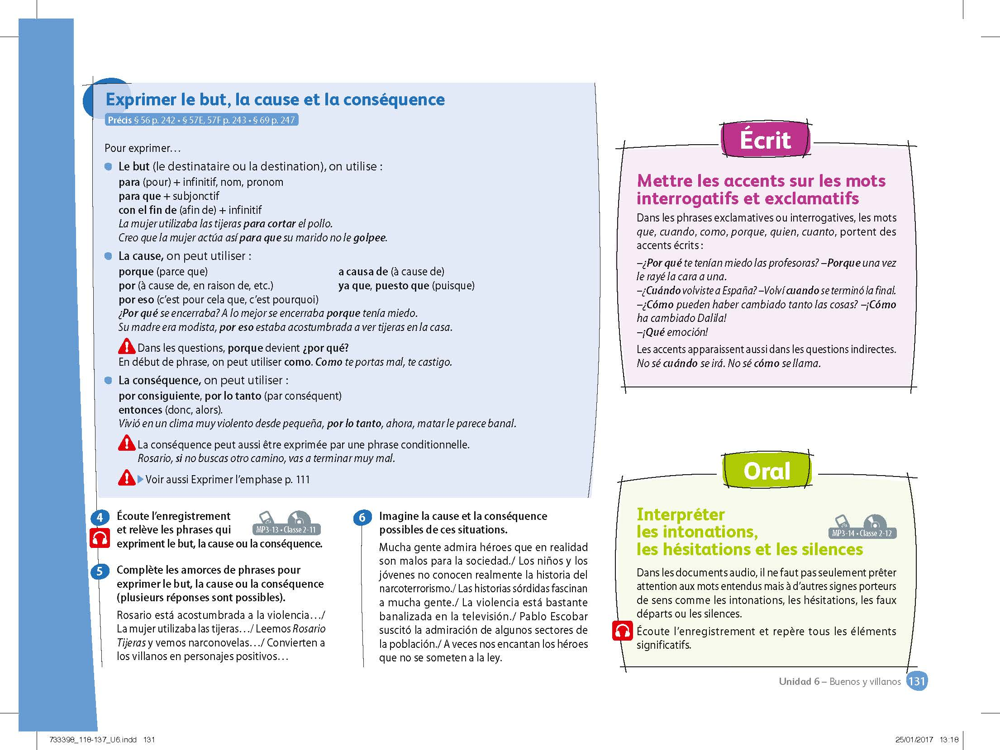 Exprimer le but, la cause et la conséquence
Précis § 56 p. 242 • § 57E, 57F p. 243 • § 69 p. 247
Pour exprimer…
Le but (le destinataire ou la destination), on utilise :
para (pour) + infinitif, nom, pronom
para que + subjonctif
con el fin de (afin de) + infinitif
La mujer utilizaba las tijeras para cortar el pollo.
Creo que la mujer actúa así para que su marido no le golpee.
La cause, on peut utiliser :
porque (parce que) a causa de (à cause de)
por (à cause de, en raison de, etc.) ya que, puesto que (puisque)
por eso (c’est pour cela que, c’est pourquoi)
¿Por qué se encerraba? A lo mejor se encerraba porque tenía miedo.
Su madre era modista, por eso estaba acostumbrada a ver tijeras en la casa.
! Dans les questions, porque devient ¿por qué?
En début de phrase, on peut utiliser como. Como te portas mal, te castigo.
La conséquence, on peut utiliser :
por consiguiente, por lo tanto (par conséquent)
entonces (donc, alors).
Vivió en un clima muy violento desde pequeña, por lo tanto, ahora, matar le parece banal.
! La conséquence peut aussi être exprimée par une phrase conditionnelle.
Rosario, si no buscas otro camino, vas a terminar muy mal.
! Voir aussi Exprimer l’emphase p. 111
4 Écoute l’enregistrement
et relève les phrases qui MP3-13 • Classe 2-11
expriment le but, la cause ou la conséquence.
5 Complète les amorces de phrases pour
exprimer le but, la cause ou la conséquence
(plusieurs réponses sont possibles).
Rosario está acostumbrada a la violencia…/
La mujer utilizaba las tijeras…/ Leemos Rosario
Tijeras y vemos narconovelas…/ Convierten a
los villanos en personajes positivos…
6 Imagine la cause et la conséquence
possibles de ces situations.
Mucha gente admira héroes que en realidad
son malos para la sociedad./ Los niños y los
jóvenes no conocen realmente la historia del
narcoterrorismo./ Las historias sórdidas fascinan
a mucha gente./ La violencia está bastante
banalizada en la televisión./ Pablo Escobar
suscitó la admiración de algunos sectores de
la población./ A veces nos encantan los héroes
que no se someten a la ley.
Écrit
Mettre les accents sur les mots
interrogatifs et exclamatifs
Dans les phrases exclamatives ou interrogatives, les mots
que, cuando, como, porque, quien, cuanto, portent des
accents écrits :
–¿Por qué te tenían miedo las profesoras? –Porque una vez
le rayé la cara a una.
–¿Cuándo volviste a España? –Volví cuando se terminó la final.
–¿Cómo pueden haber cambiado tanto las cosas? –¡Cómo
ha cambiado Dalila!
–¡Qué emoción!
Les accents apparaissent aussi dans les questions indirectes.
No sé cuándo se irá. No sé cómo se llama.
Oral
Interpréter
les intonations, MP3-14 • Classe 2-12
les hésitations et les silences
Dans les documents audio, il ne faut pas seulement prêter
attention aux mots entendus mais à d’autres signes porteurs
de sens comme les intonations, les hésitations, les faux
départs ou les silences.
Écoute l’enregistrement et repère tous les éléments
significatifs.
Unidad 6 – Buenos y villanos 131
733398_118-137_U6.indd 131 25/01/2017 13:18